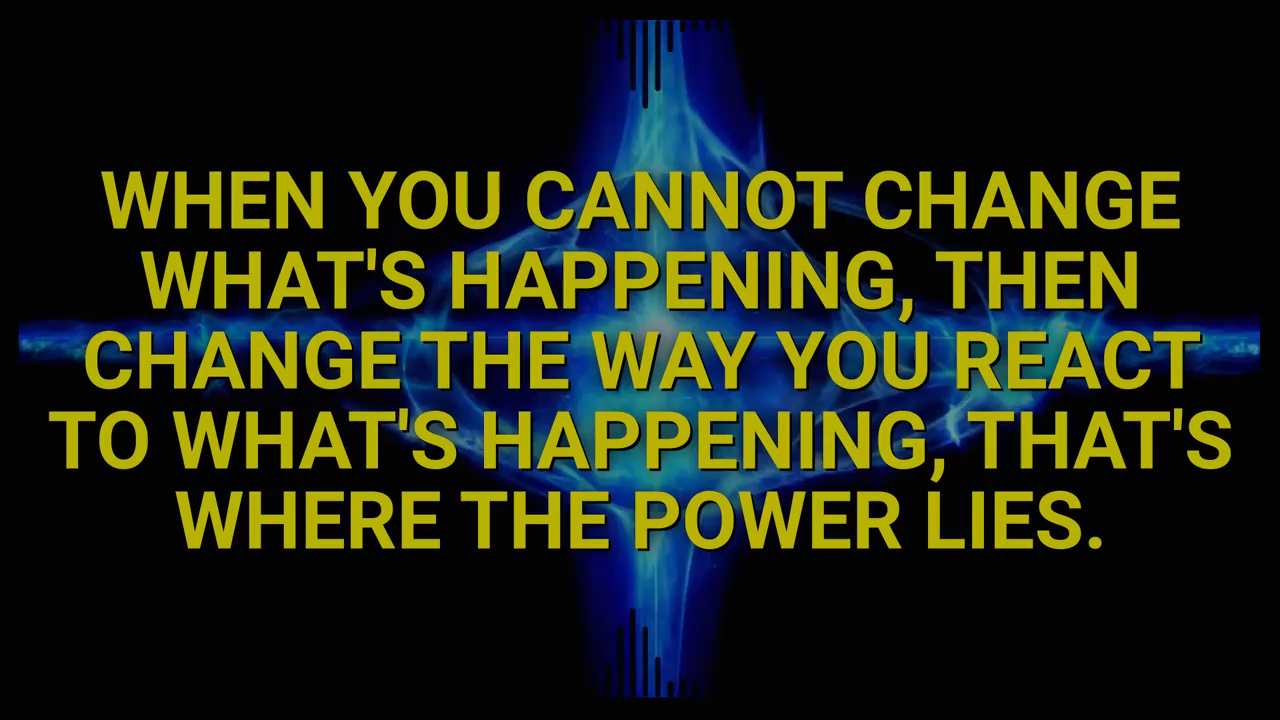 WHEN YOU CANNOT CHANGE
WHAT'S HAPPENING, THEN
CHANGE THE WAY YOU REACT
TO WHAT'S HAPPENING, THAT'S
WHERE THE POWER LIES.